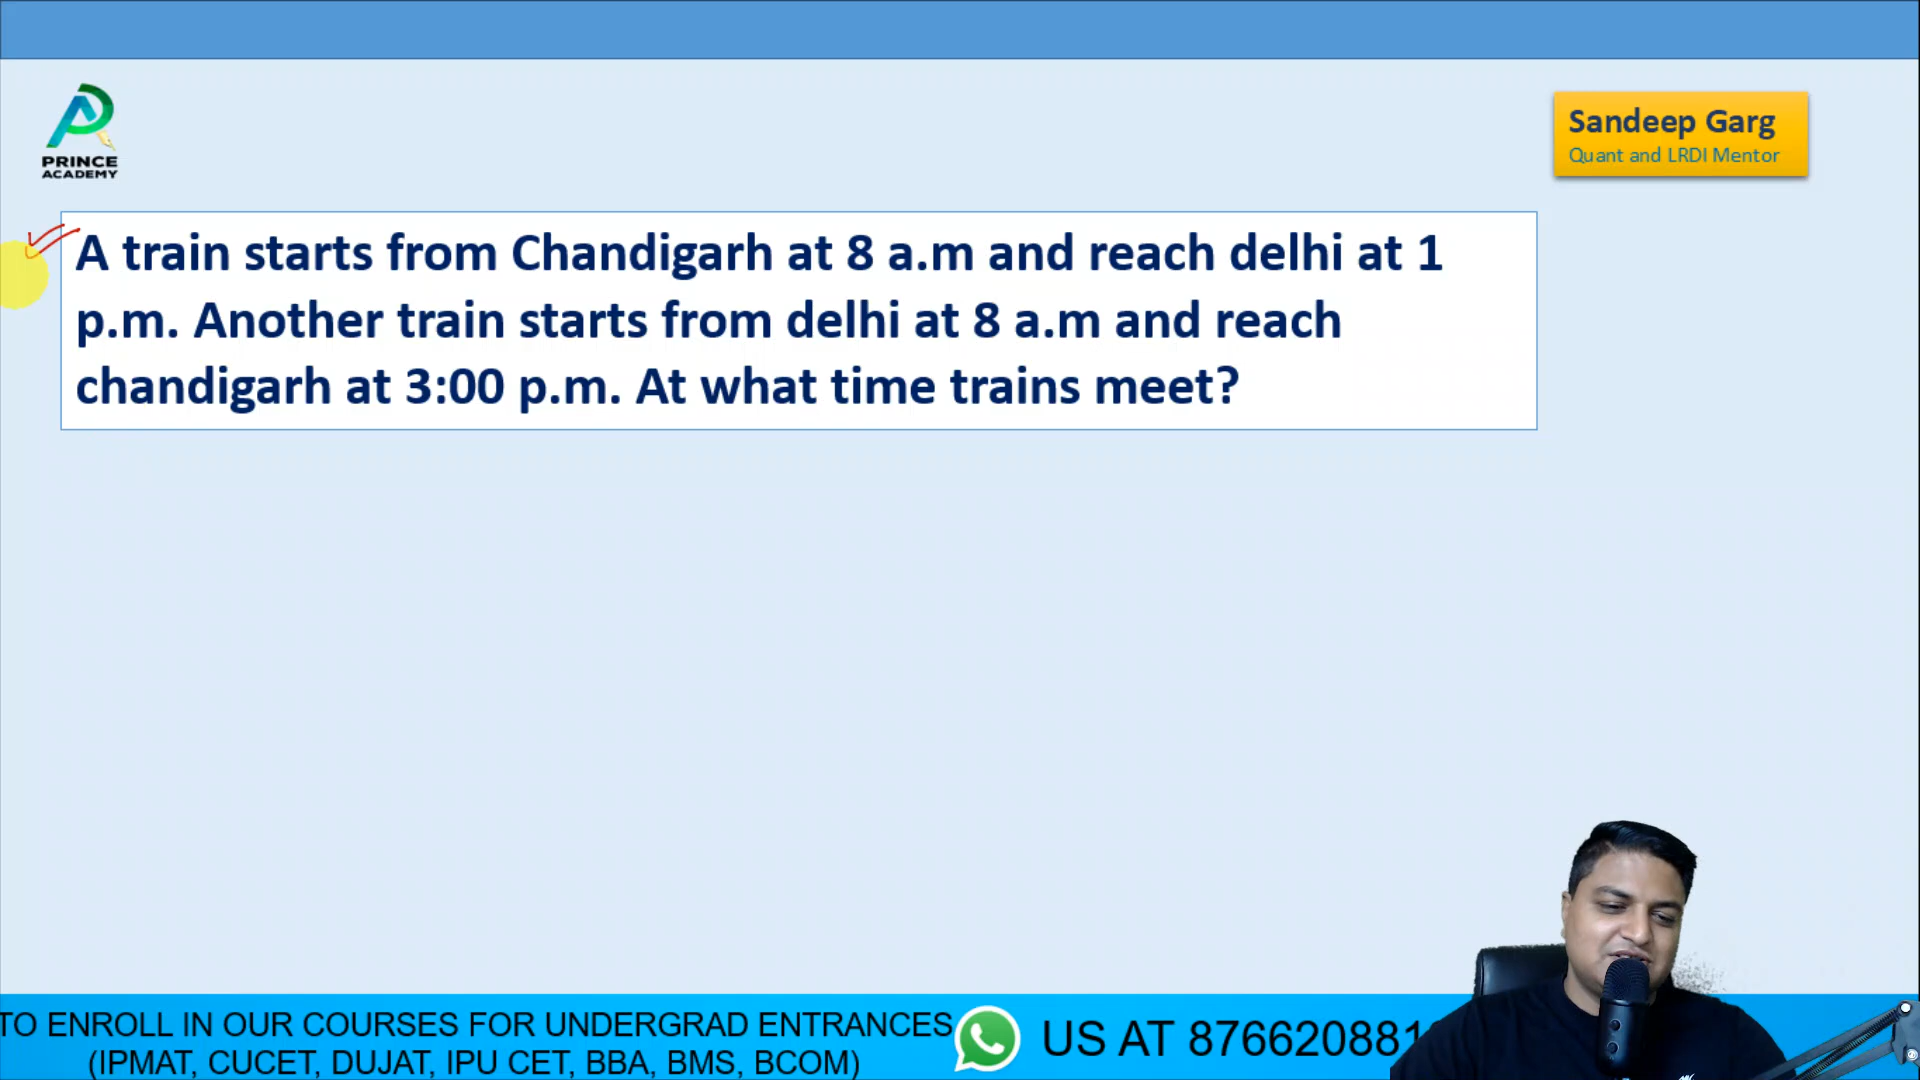 PRINCE
ACADEMY
Sandeep Garg
Quant and LRDI Mentor
A train starts from Chandigarh at 8 a.m and reach delhi at 1
p.m. Another train starts from delhi at 8 a.m and reach
chandigarh at 3:00 p.m. At what time trains meet?
TO ENROLL IN OUR COURSES FOR UNDERGRAD ENTRANCES
(IPMAT, CUCET, DUJAT, IPU CET, BBA, BMS, BCOM)
US AT 876620881